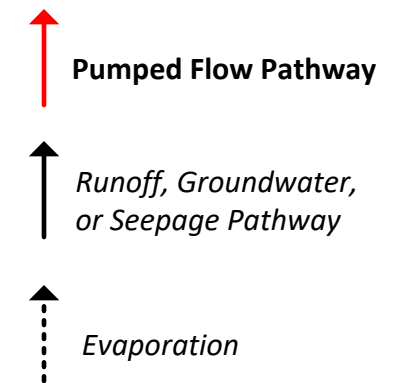 Pumped Flow Pathway
Runoff, Groundwater,
or Seepage Pathway
Evaporation